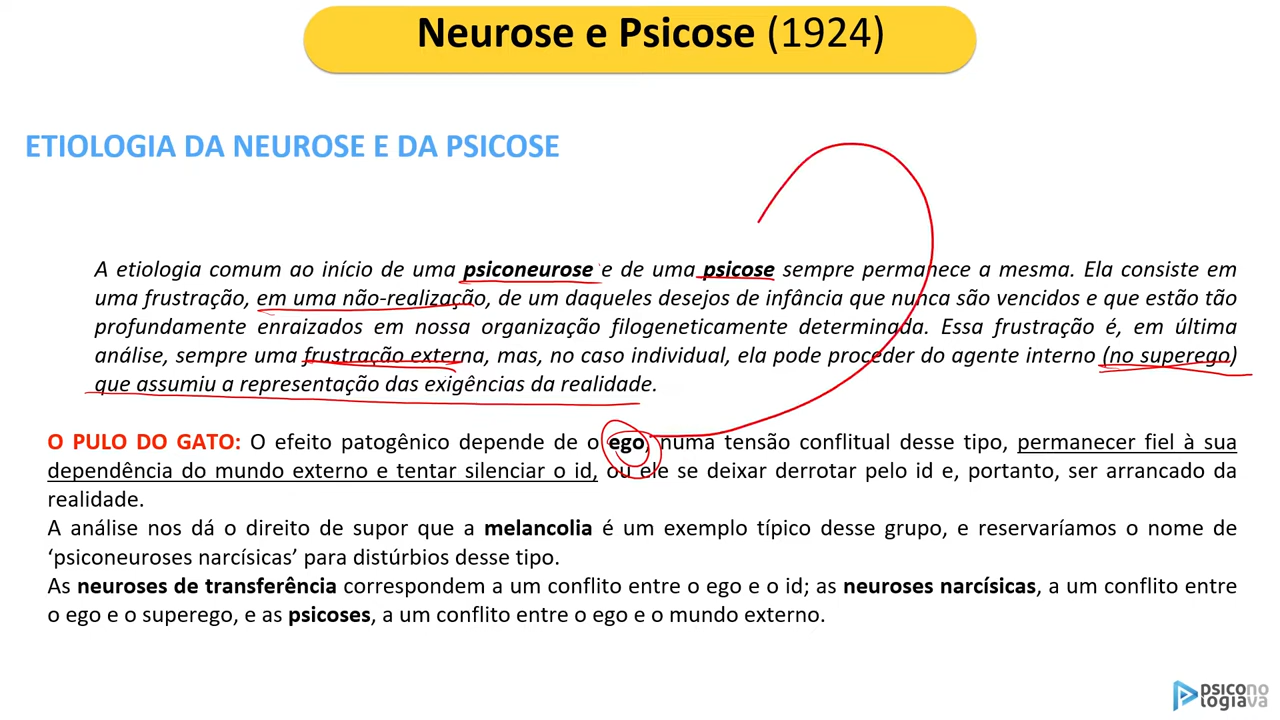 Neurose e Psicose (1924)
ETIOLOGIA DA NEUROSE E DA PSICOSE
A etiologia comum ao início de uma psiconeurose e de uma psicose sempre permanece a mesma. Ela consiste em
uma frustração, em uma não-realização, de um daqueles desejos de infância que nunca são vencidos e que estão tão
profundamente enraizados em nossa organização filogeneticamente determinada. Essa frustração é, em última
análise, sempre uma frustração externa, mas, no caso individual, ela pode proceder do agente interno (no superego)
que assumiu a representação das exigências da realidade.
O PULO DO GATO: O efeito patogênico depende de o ego, numa tensão conflitual desse tipo, permanecer fiel à sua
dependência do mundo externo e tentar silenciar o id, ou ele se deixar derrotar pelo id e, portanto, ser arrancado da
realidade.
A análise nos dá o direito de supor que a melancolia é um exemplo típico desse grupo, e reservaríamos o nome de
‘psiconeuroses narcísicas’ para distúrbios desse tipo.
As neuroses de transferência correspondem a um conflito entre o ego e o id; as neuroses narcísicas, a um conflito entre
o ego e o superego, e as psicoses, a um conflito entre o ego e o mundo externo.
psicono
logiava